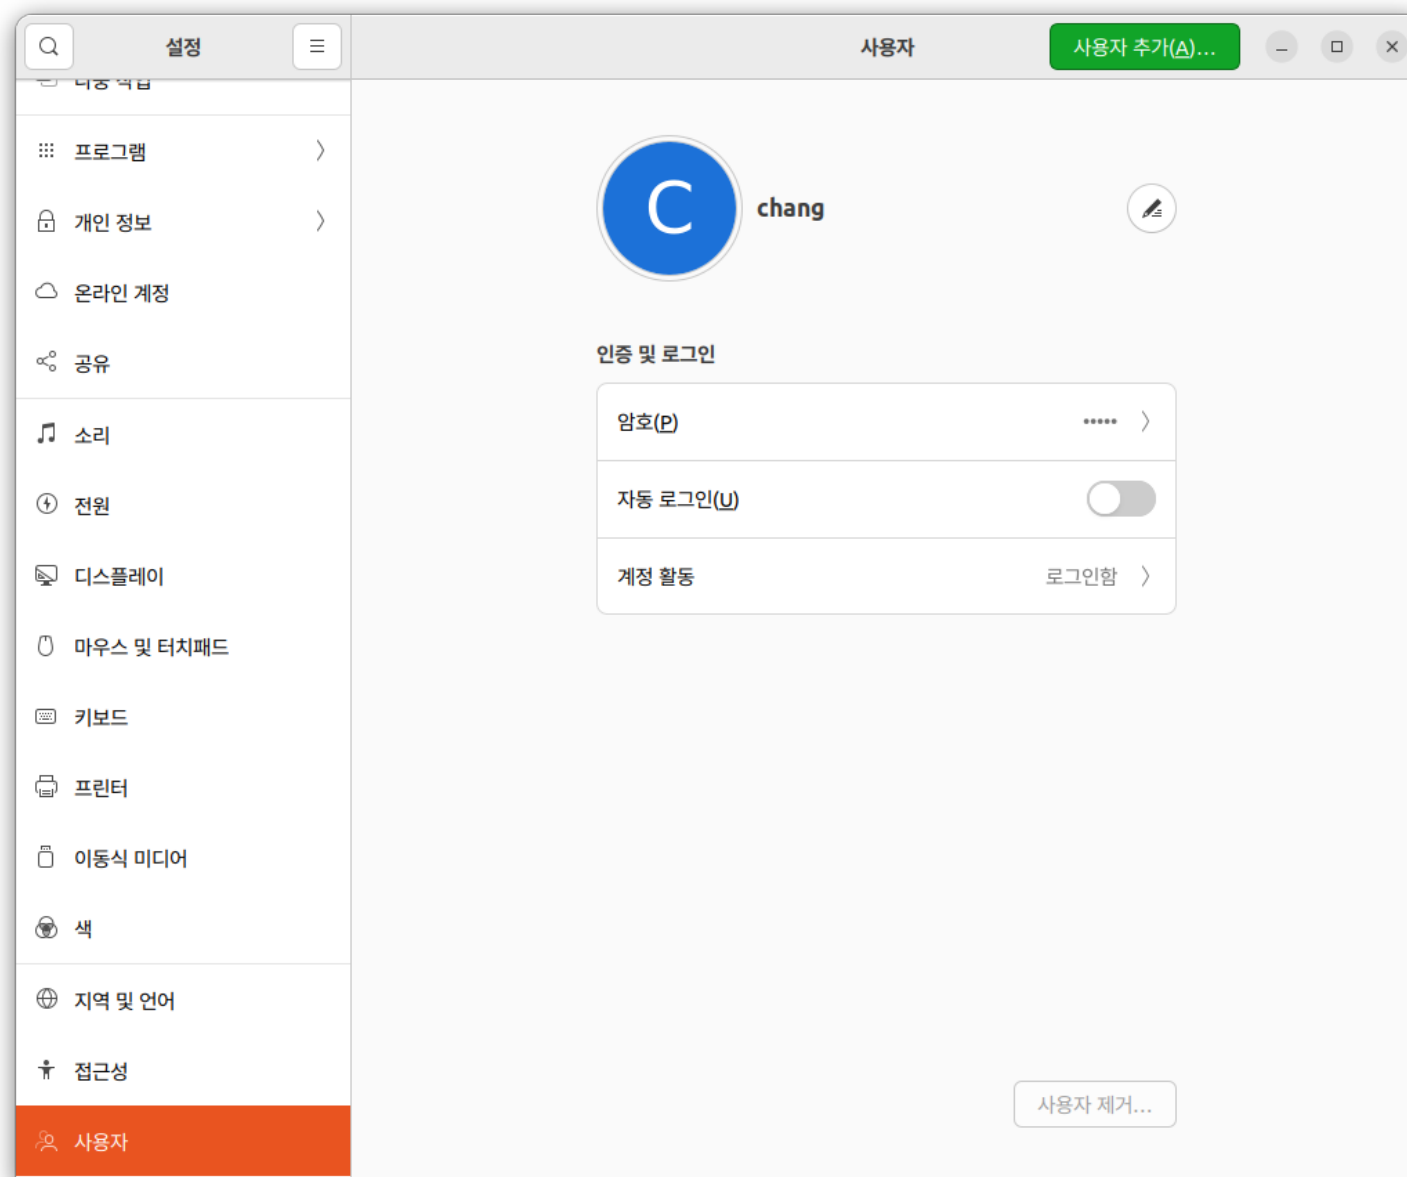 설정
사용자
사용자 추가(A)...
다중 작업
프로그램
개인 정보
온라인 계정
공유
소리
전원
디스플레이
마우스 및 터치패드
키보드
프린터
이동식 미디어
색
지역 및 언어
접근성
사용자
C
chang
인증 및 로그인
암호(P)
•••••
자동 로그인(U)
계정 활동
로그인함
사용자 제거...